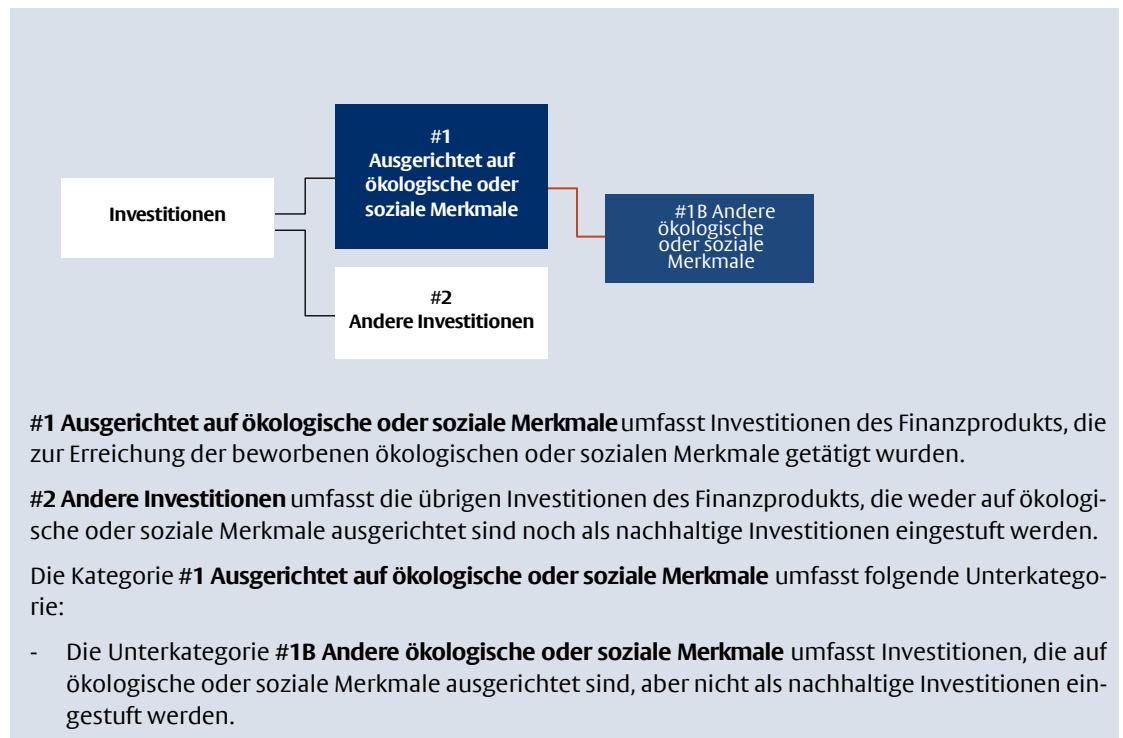 #1
Ausgerichtet auf
ökologische oder
soziale Merkmale
Investitionen
#1B Andere
ökologische
oder soziale
Merkmale
#2
Andere Investitionen
#1 Ausgerichtet auf ökologische oder soziale Merkmale umfasst Investitionen des Finanzprodukts, die
zur Erreichung der beworbenen ökologischen oder sozialen Merkmale getätigt wurden.
#2 Andere Investitionen umfasst die übrigen Investitionen des Finanzprodukts, die weder auf ökologi-
sche oder soziale Merkmale ausgerichtet sind noch als nachhaltige Investitionen eingestuft werden.
Die Kategorie #1 Ausgerichtet auf ökologische oder soziale Merkmale umfasst folgende Unterkatego-
rie:
- Die Unterkategorie #1B Andere ökologische oder soziale Merkmale umfasst Investitionen, die auf
ökologische oder soziale Merkmale ausgerichtet sind, aber nicht als nachhaltige Investitionen ein-
gestuft werden.